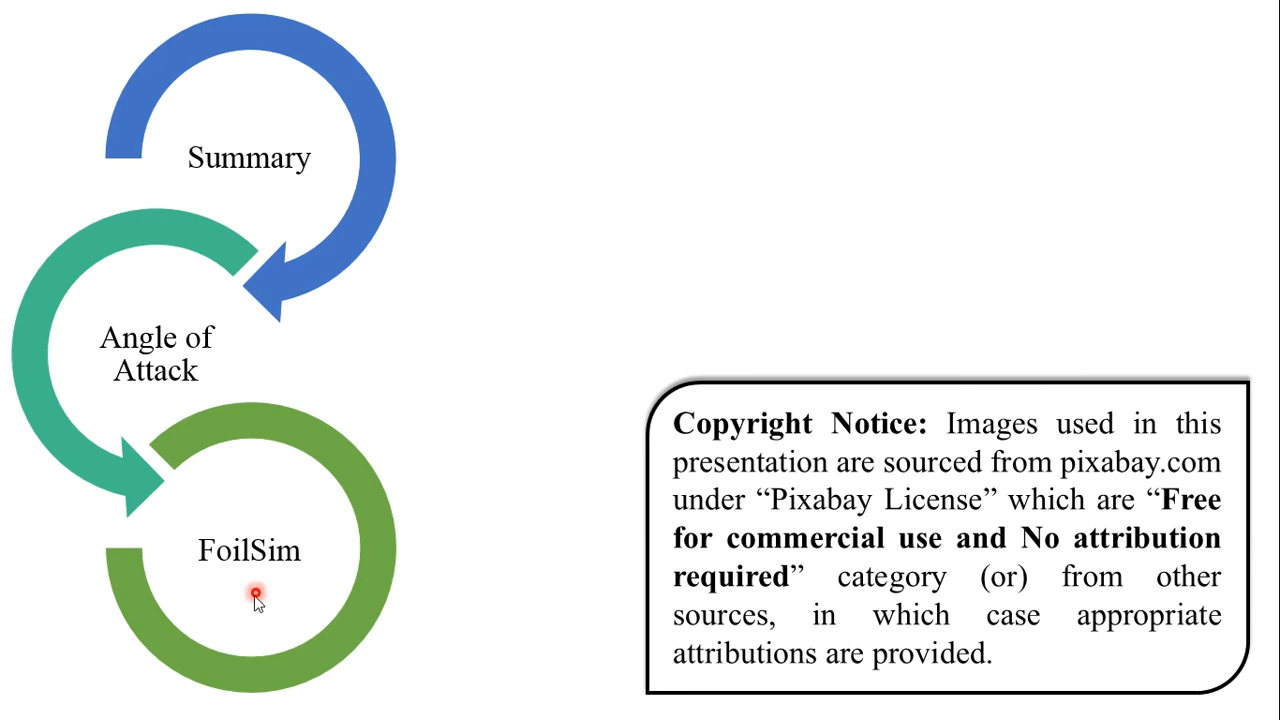 Summary
Angle of
Attack
FoilSim
Copyright Notice: Images used in this
presentation are sourced from pixabay.com
under “Pixabay License” which are “Free
for commercial use and No attribution
required” category (or) from other
sources, in which case appropriate
attributions are provided.